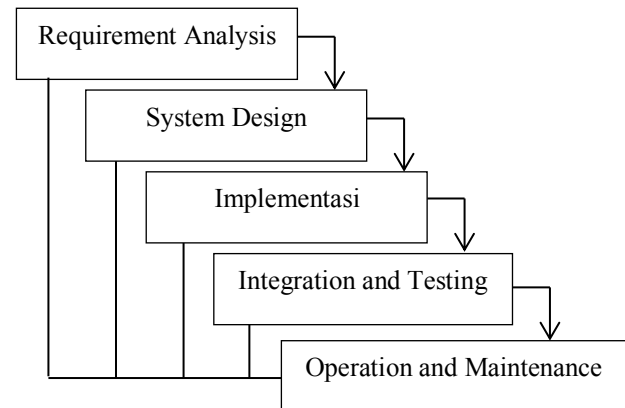 Requirement Analysis
System Design
Implementasi
Integration and Testing
Operation and Maintenance